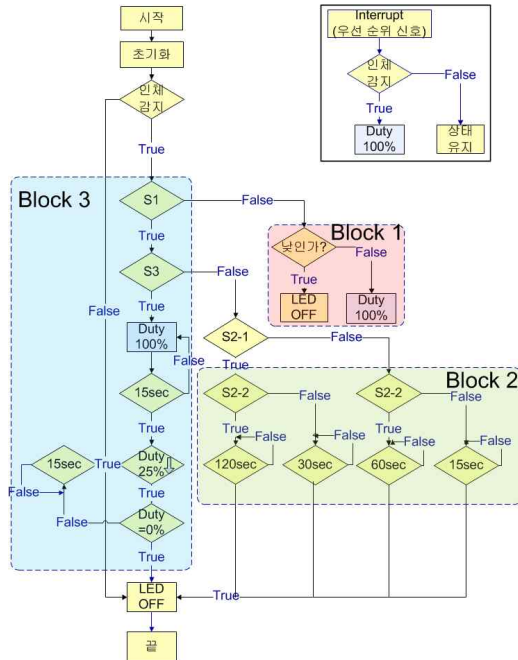 시작
초기화
인체
감지
True
False
Interrupt
(우선 순위 신호)
인체
감지
False
True
Duty
100%
상태
유지
Block 3
S1
False
True
S3
False
True
Duty
100%
False
15sec
True
Duty
25%
True
15sec
False
False
True
Duty
=0%
True
Block 1
낮인가?
True
False
LED
OFF
Duty
100%
S2-1
False
True
Block 2
S2-2
False
True
False
False
120sec
30sec
S2-2
False
True
False
False
60sec
15sec
True
LED
OFF
끝